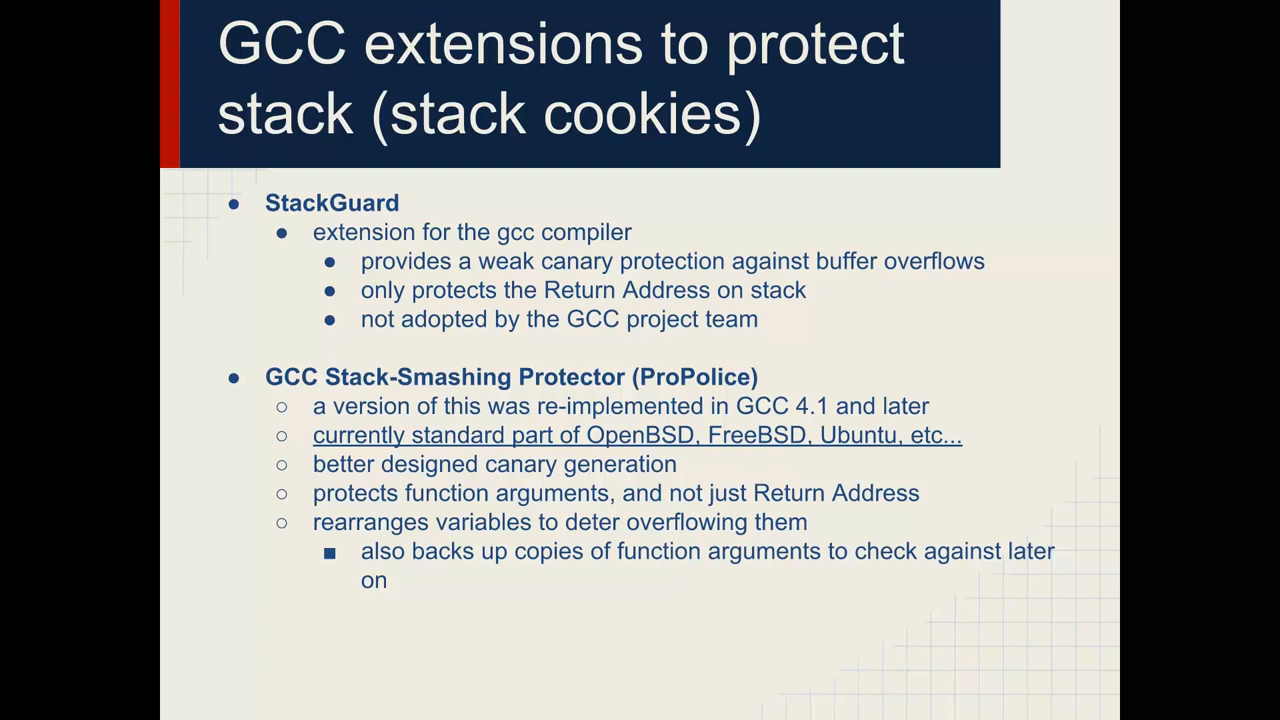 GCC extensions to protect
stack (stack cookies)
● StackGuard
● extension for the gcc compiler
● provides a weak canary protection against buffer overflows
● only protects the Return Address on stack
● not adopted by the GCC project team
● GCC Stack-Smashing Protector (ProPolice)
○ a version of this was re-implemented in GCC 4.1 and later
○ currently standard part of OpenBSD, FreeBSD, Ubuntu, etc...
○ better designed canary generation
○ protects function arguments, and not just Return Address
○ rearranges variables to deter overflowing them
■ also backs up copies of function arguments to check against later
on